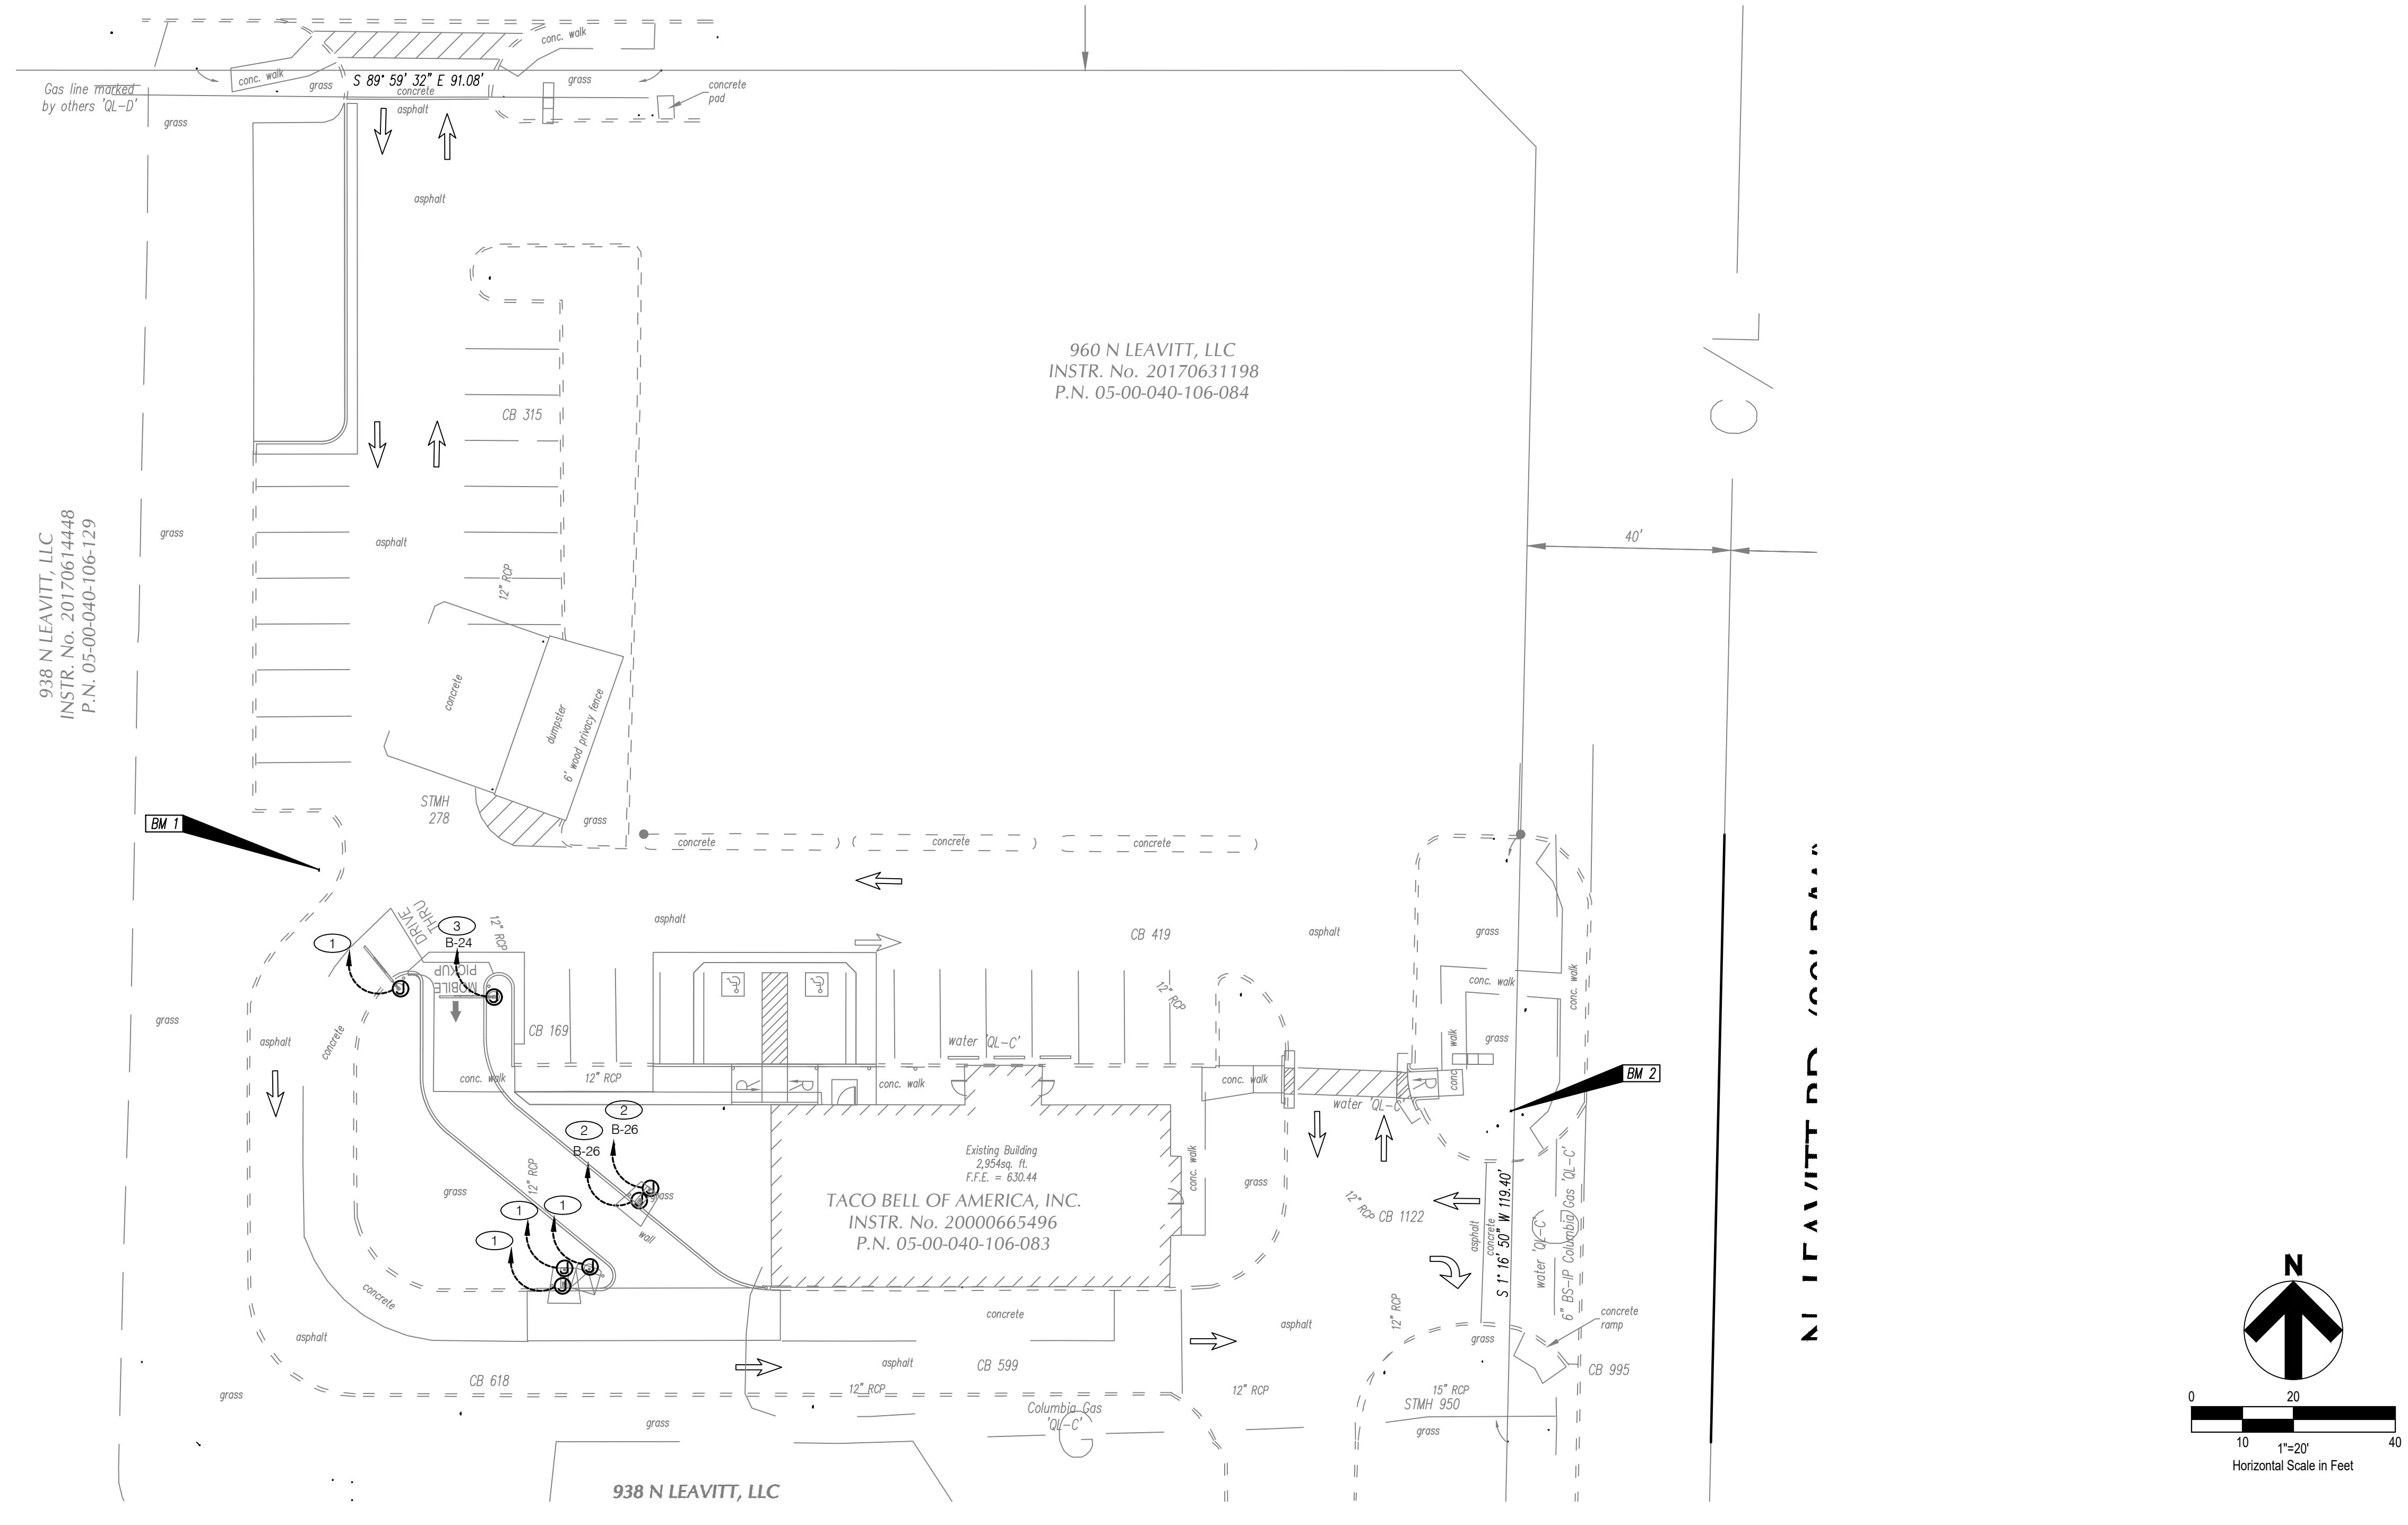 conc. walk
conc. walk
S 89° 59' 32" E 91.08'
grass
grass
concrete
asphalt
concrete
pad
Gas line marked
by others 'QL-D'
grass
asphalt
960 N LEAVITT, LLC
INSTR. No. 20170631198
P.N. 05-00-040-106-084
C/L
CB 315
40'
938 N LEAVITT, LLC
INSTR. No. 20170614448
P.N. 05-00-040-106-129
grass
asphalt
12" RCP
concrete
dumpster
6' wood privacy fence
STMH
278
grass
BM 1
concrete
concrete
concrete
DRIVE
THRU
1
3
B-24
12" RCP
asphalt
CB 419
asphalt
grass
MOBILE
PICKUP
J
J
conc. walk
conc. walk
12" RCP
grass
CB 169
asphalt
concrete
water 'QL-C'
grass
walk
conc.
conc. walk
12" RCP
conc. walk
conc. walk
R
R
R
BM 2
water 'QL-C'
2
B-26
2
B-26
Existing Building
2,954sq. ft.
F.F.E. = 630.44
TACO BELL OF AMERICA, INC.
INSTR. No. 20000665496
P.N. 05-00-040-106-083
conc. walk
grass
grass
12" RCP
J
J
grass
wall
1
1
1
J
J
J
12" RCP
CB 1122
asphalt
concrete
S 1° 16' 50" W 119.40'
water 'QL-C'
6" BS-IP Columbia Gas 'QL-C'
G
concrete
asphalt
concrete
asphalt
12" RCP
grass
concrete
ramp
CB 618
asphalt
CB 599
12" RCP
12" RCP
15" RCP
STMH 950
CB 995
grass
grass
Columbia Gas
'QL-C'
G
grass
938 N LEAVITT, LLC
N
0
20
10
40
1"=20'
Horizontal Scale in Feet